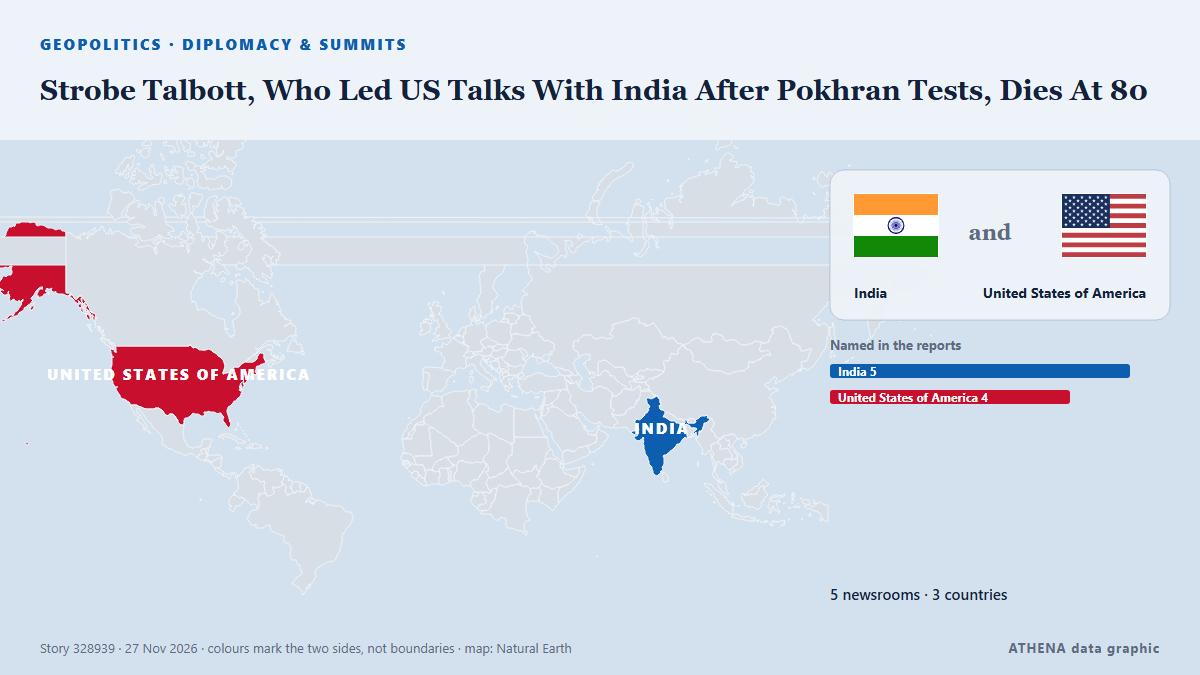 GEOPOLITICS · DIPLOMACY & SUMMITS
Strobe Talbott, Who Led US Talks With India After Pokhran Tests, Dies At 80
and
India
United States of America
Named in the reports
India 5
United States of America 4
UNITED STATES OF AMERICA
INDIA
5 newsrooms · 3 countries
Story 328939 · 27 Nov 2026 · colours mark the two sides, not boundaries · map: Natural Earth
ATHENA data graphic